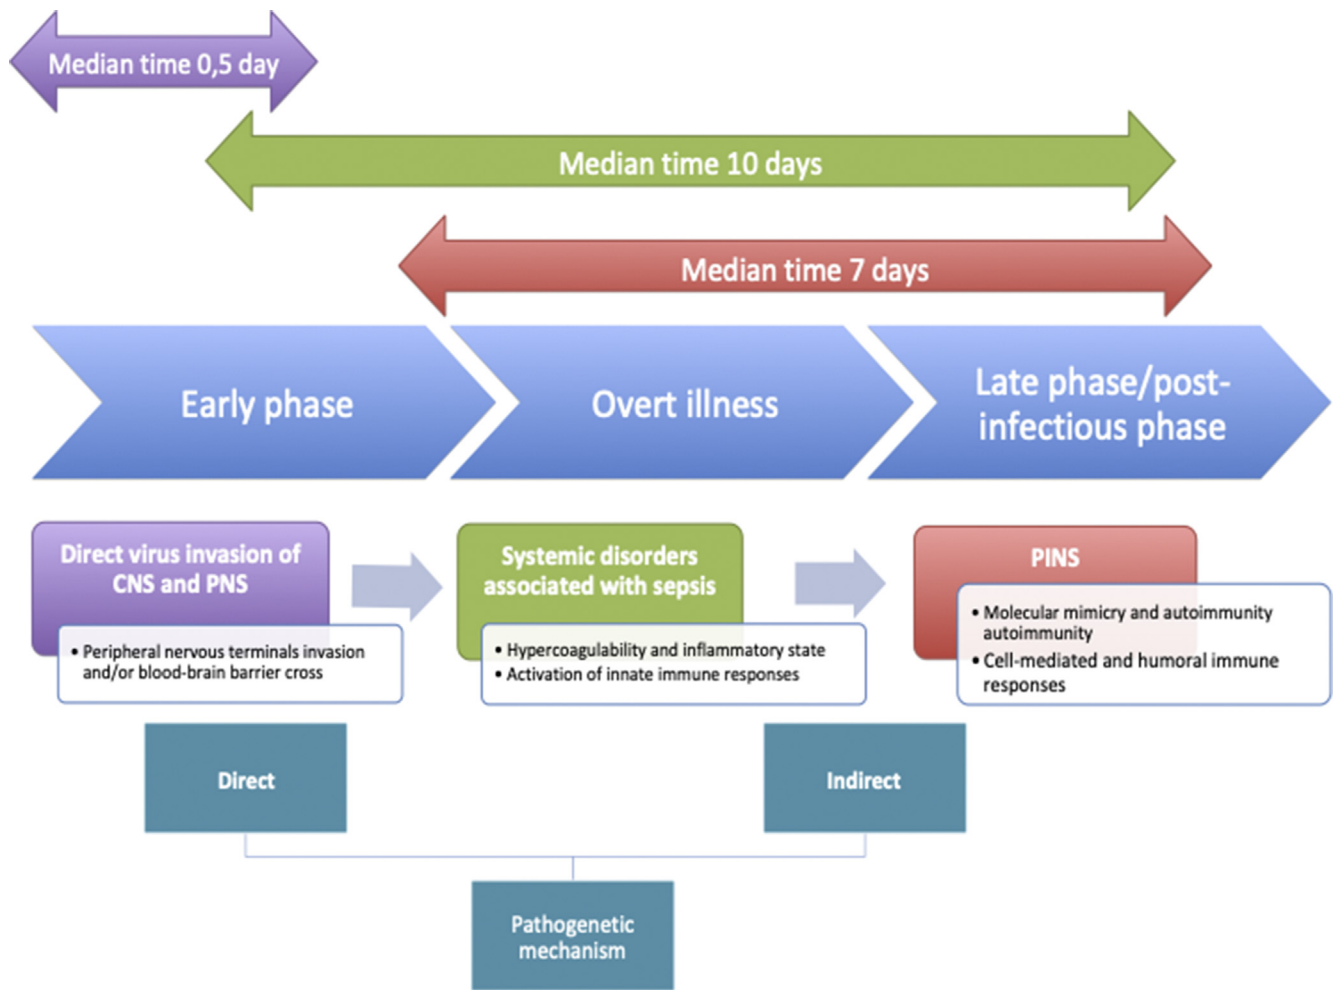 Median time 0,5 day
Median time 10 days
Median time 7 days
Early phase
Overt illness
Late phase/post-
infectious phase
Direct virus invasion of
CNS and PNS
• Peripheral nervous terminals invasion
and/or blood-brain barrier cross
Systemic disorders
associated with sepsis
• Hypercoagulability and inflammatory state
• Activation of innate immune responses
PINS
• Molecular mimicry and autoimmunity
autoimmunity
• Cell-mediated and humoral immune
responses
Direct
Indirect
Pathogenetic
mechanism